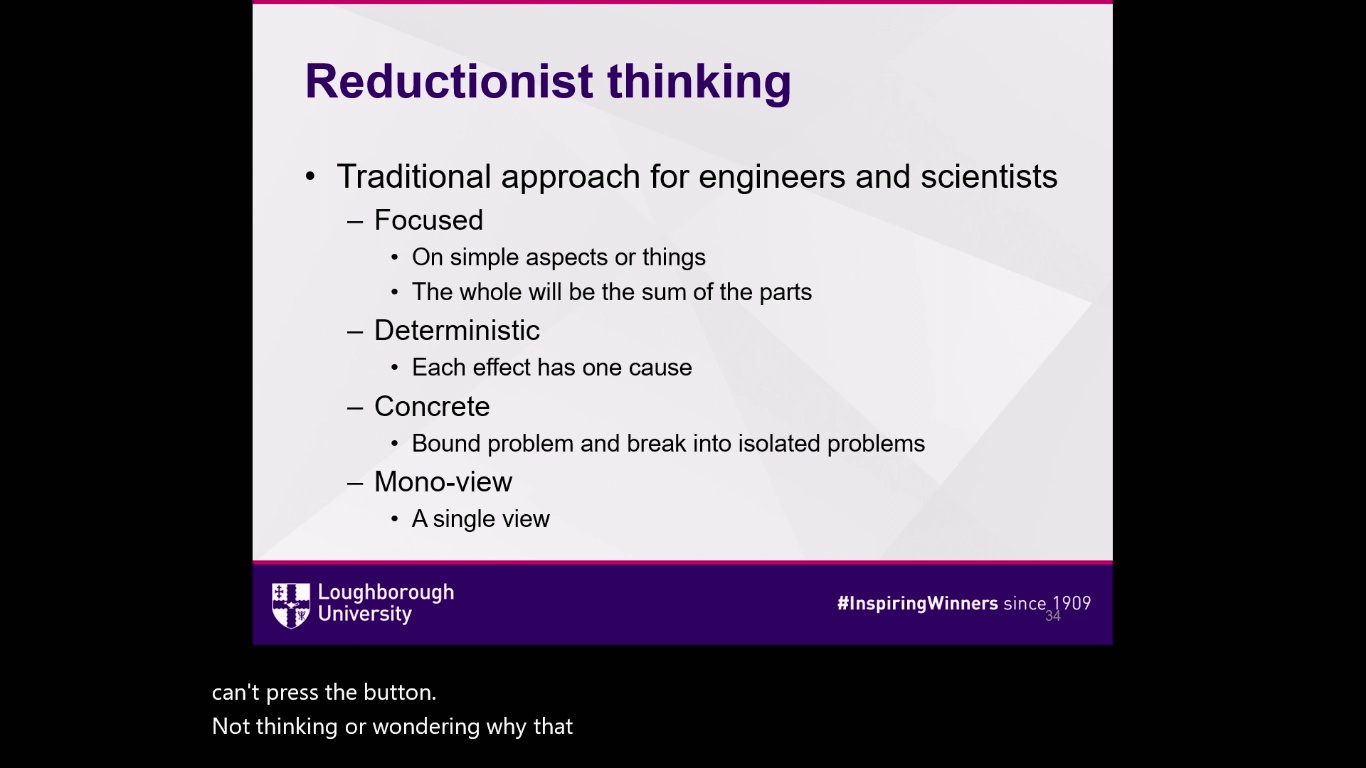 Reductionist thinking
• Traditional approach for engineers and scientists
– Focused
• On simple aspects or things
• The whole will be the sum of the parts
– Deterministic
• Each effect has one cause
– Concrete
• Bound problem and break into isolated problems
– Mono-view
• A single view
Loughborough
University
#InspiringWinners since 1909
34
can't press the button.
Not thinking or wondering why that